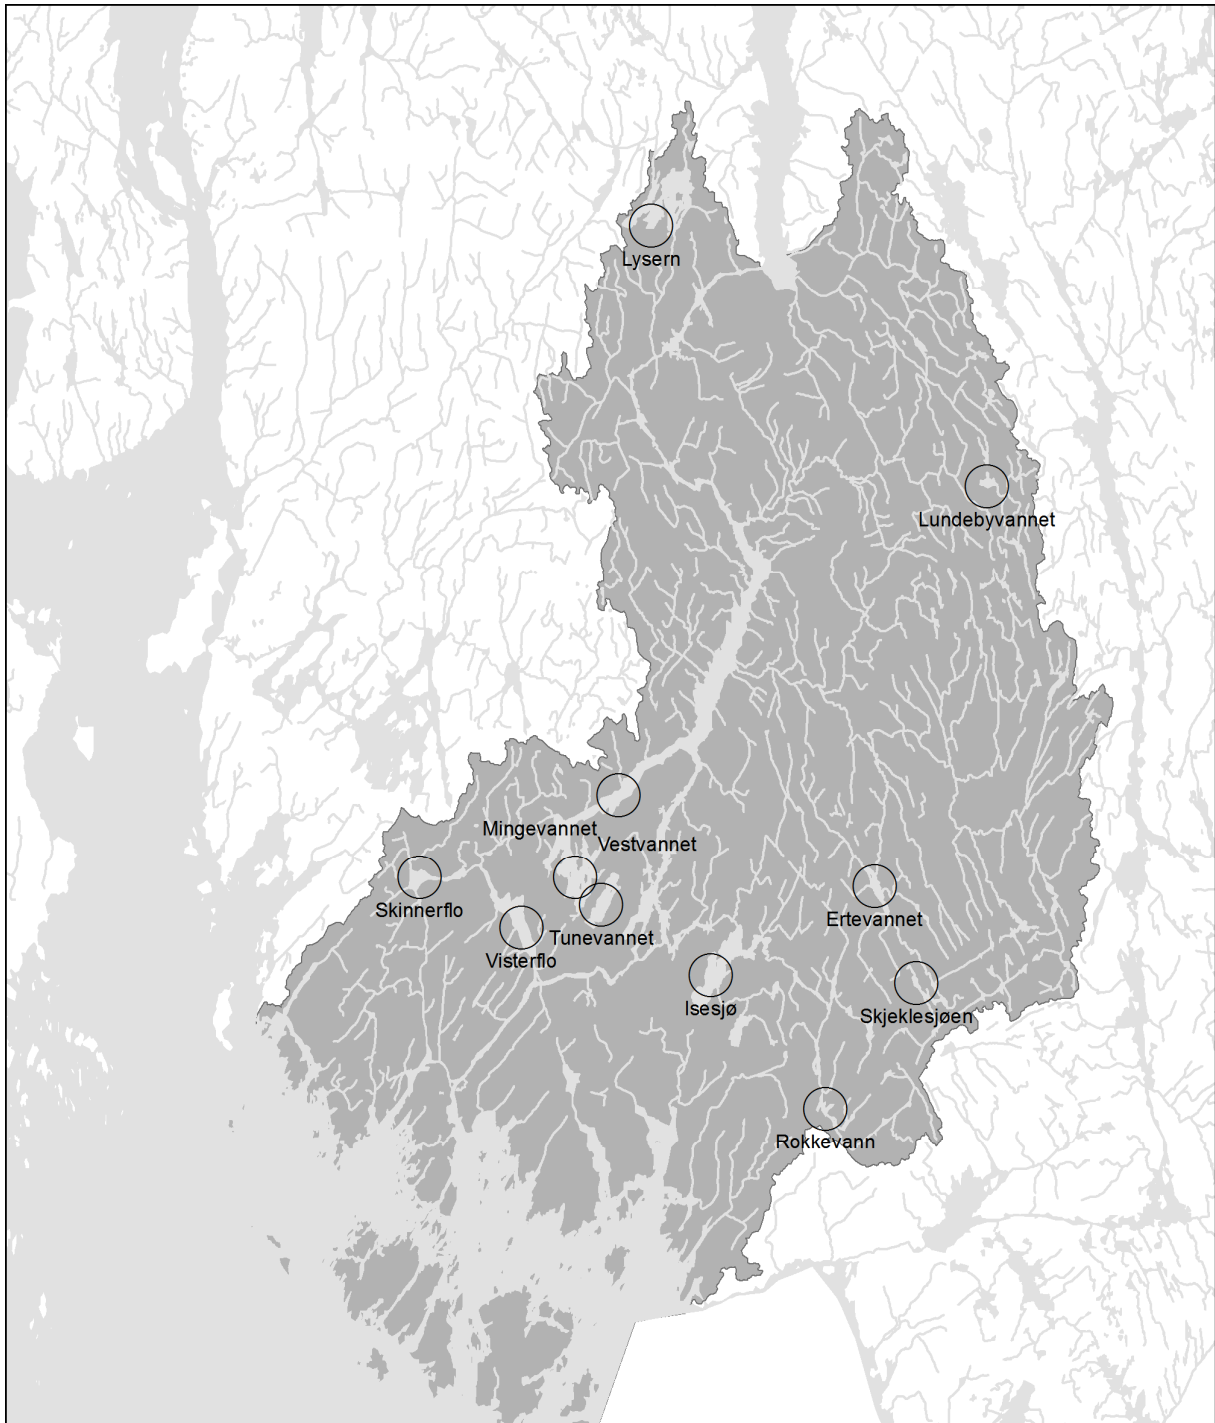 Lysern
Lundebyvannet
Mingevannet
Vestvannet
Skinnerflo
Ertevannet
Tunevannet
Visterflo
Isesjø
Skjeklesjøen
Rokkevann